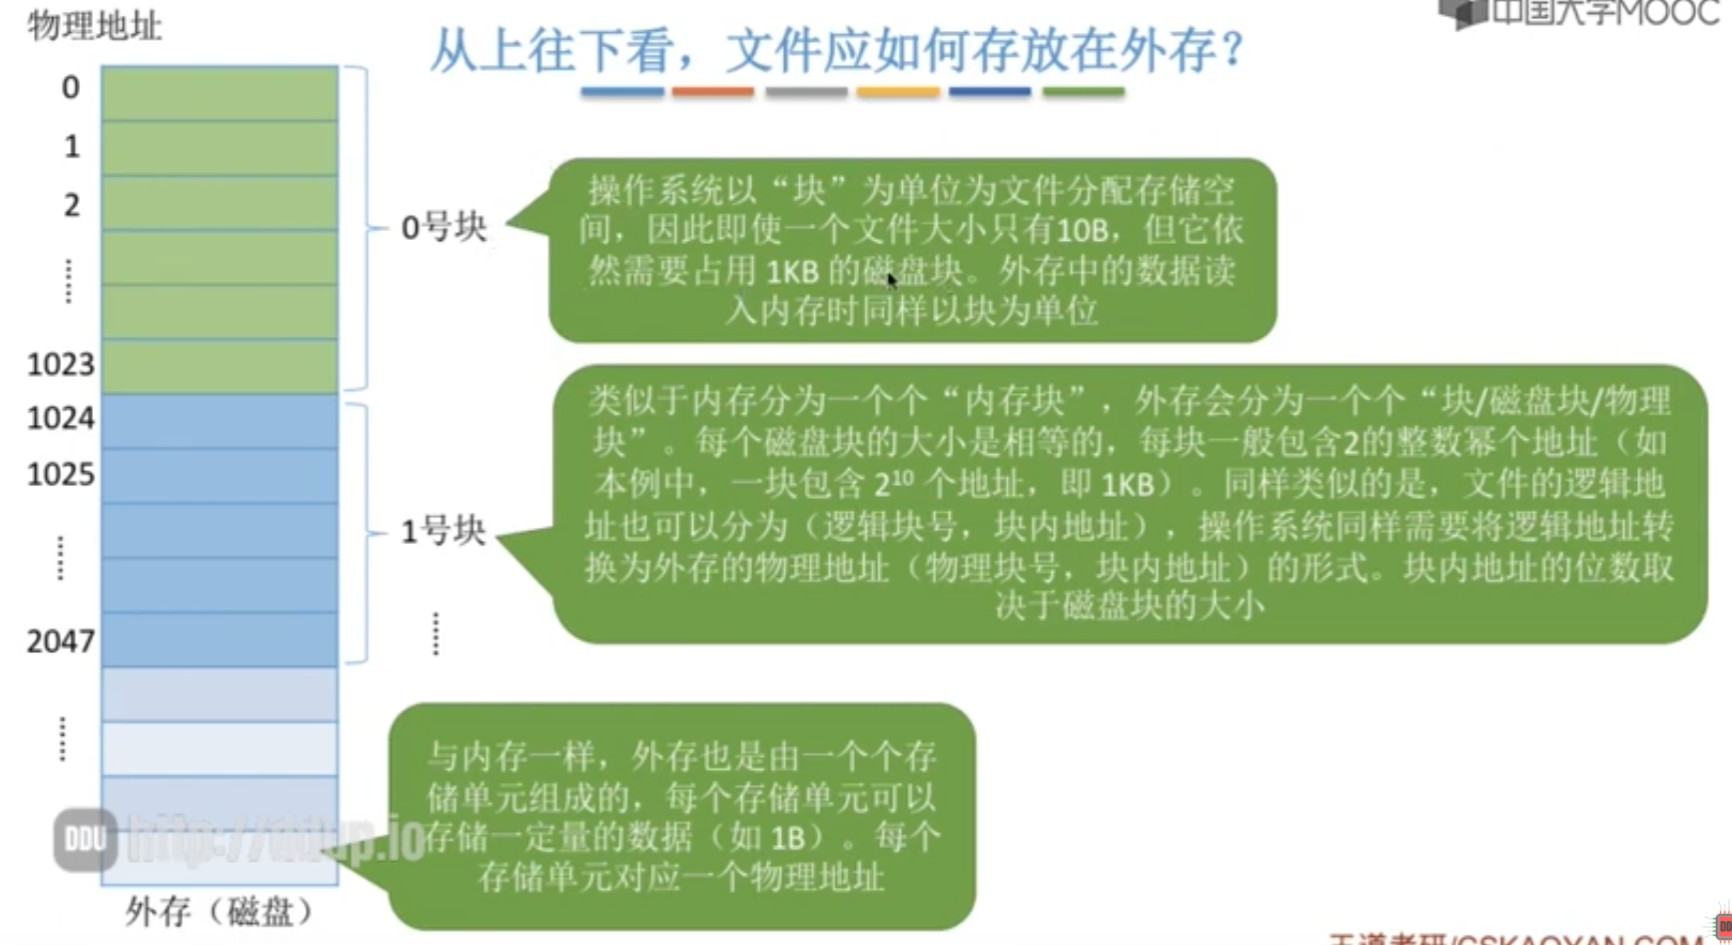 物理地址
中国大学MOOC
从上往下看，文件应如何存放在外存？
0
1
2
......
1023
1024
1025
......
2047
......
0号块
1号块
......
操作系统以“块”为单位为文件分配存储空
间，因此即使一个文件大小只有10B，但它依
然需要占用 1KB 的磁盘块。外存中的数据读
入内存时同样以块为单位
类似于内存分为一个个“内存块”，外存会分为一个个“块/磁盘块/物理
块”。每个磁盘块的大小是相等的，每块一般包含2的整数幂个地址（如
本例中，一块包含 2¹⁰ 个地址，即 1KB）。同样类似的是，文件的逻辑地
址也可以分为（逻辑块号，块内地址），操作系统同样需要将逻辑地址转
换为外存的物理地址（物理块号，块内地址）的形式。块内地址的位数取
决于磁盘块的大小
与内存一样，外存也是由一个个存
储单元组成的，每个存储单元可以
存储一定量的数据（如 1B）。每个
存储单元对应一个物理地址
DDU http://ddup.io
外存（磁盘）
王道考研/CSKAOYAN.COM